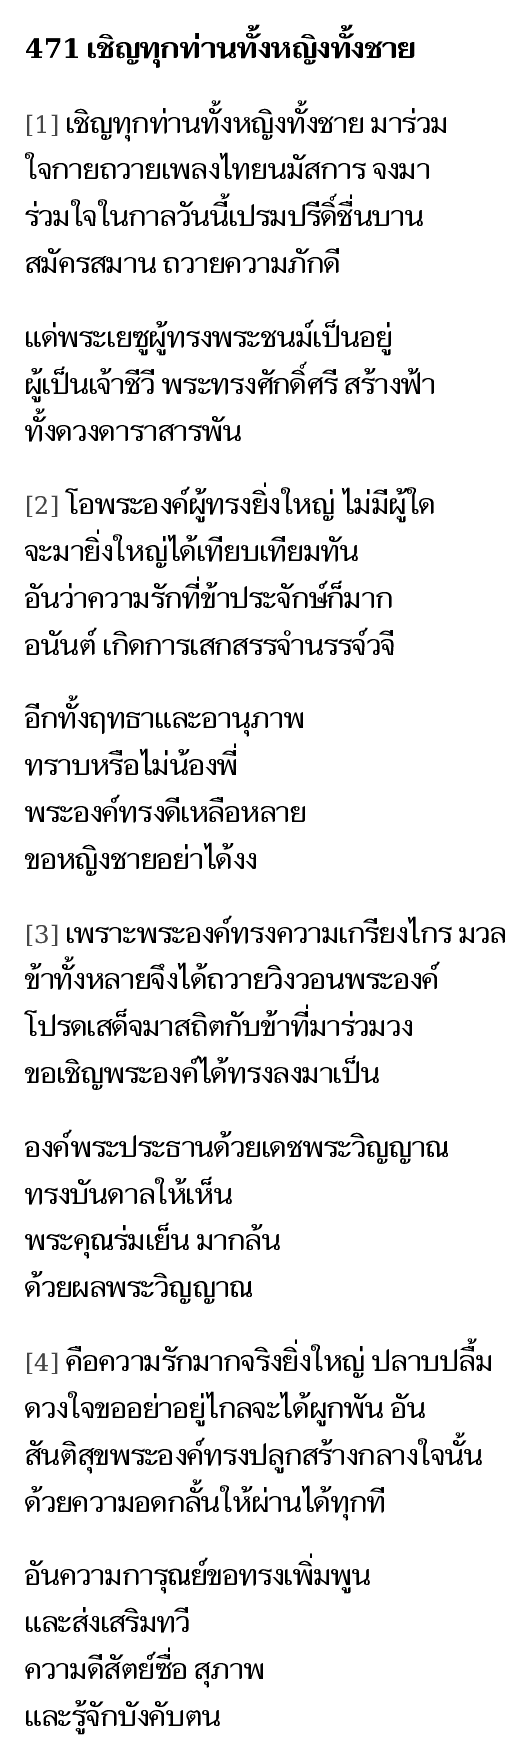 471 เชิญทุกท่านทั้งหญิงทั้งชาย
[1] เชิญทุกท่านทั้งหญิงทั้งชาย มาร่วม
ใจกายถวายเพลงไทยนมัสการ จงมา
ร่วมใจในกาลวันนี้เปรมปรีดิ์ชื่นบาน
สมัครสมาน ถวายความภักดี
แด่พระเยซูผู้ทรงพระชนม์เป็นอยู่
ผู้เป็นเจ้าชีวี พระทรงศักดิ์ศรี สร้างฟ้า
ทั้งดวงดาราสารพัน
[2] โอพระองค์ผู้ทรงยิ่งใหญ่ ไม่มีผู้ใด
จะมายิ่งใหญ่ได้เทียบเทียมทัน
อันว่าความรักที่ข้าประจักษ์ก็มาก
อนันต์ เกิดการเสกสรรจำนรรจ์วจี
อีกทั้งฤทธาและอานุภาพ
ทราบหรือไม่น้องพี่
พระองค์ทรงดีเหลือหลาย
ขอหญิงชายอย่าได้งง
[3] เพราะพระองค์ทรงความเกรียงไกร มวล
ข้าทั้งหลายจึงได้ถวายวิงวอนพระองค์
โปรดเสด็จมาสถิตกับข้าที่มาร่วมวง
ขอเชิญพระองค์ได้ทรงลงมาเป็น
องค์พระประธานด้วยเดชพระวิญญาณ
ทรงบันดาลให้เห็น
พระคุณร่มเย็น มากล้น
ด้วยผลพระวิญญาณ
[4] คือความรักมากจริงยิ่งใหญ่ ปลาบปลื้ม
ดวงใจขออย่าอยู่ไกลจะได้ผูกพัน อัน
สันติสุขพระองค์ทรงปลูกสร้างกลางใจนั้น
ด้วยความอดกลั้นให้ผ่านได้ทุกที
อันความการุณย์ขอทรงเพิ่มพูน
และส่งเสริมทวี
ความดีสัตย์ซื่อ สุภาพ
และรู้จักบังคับตน